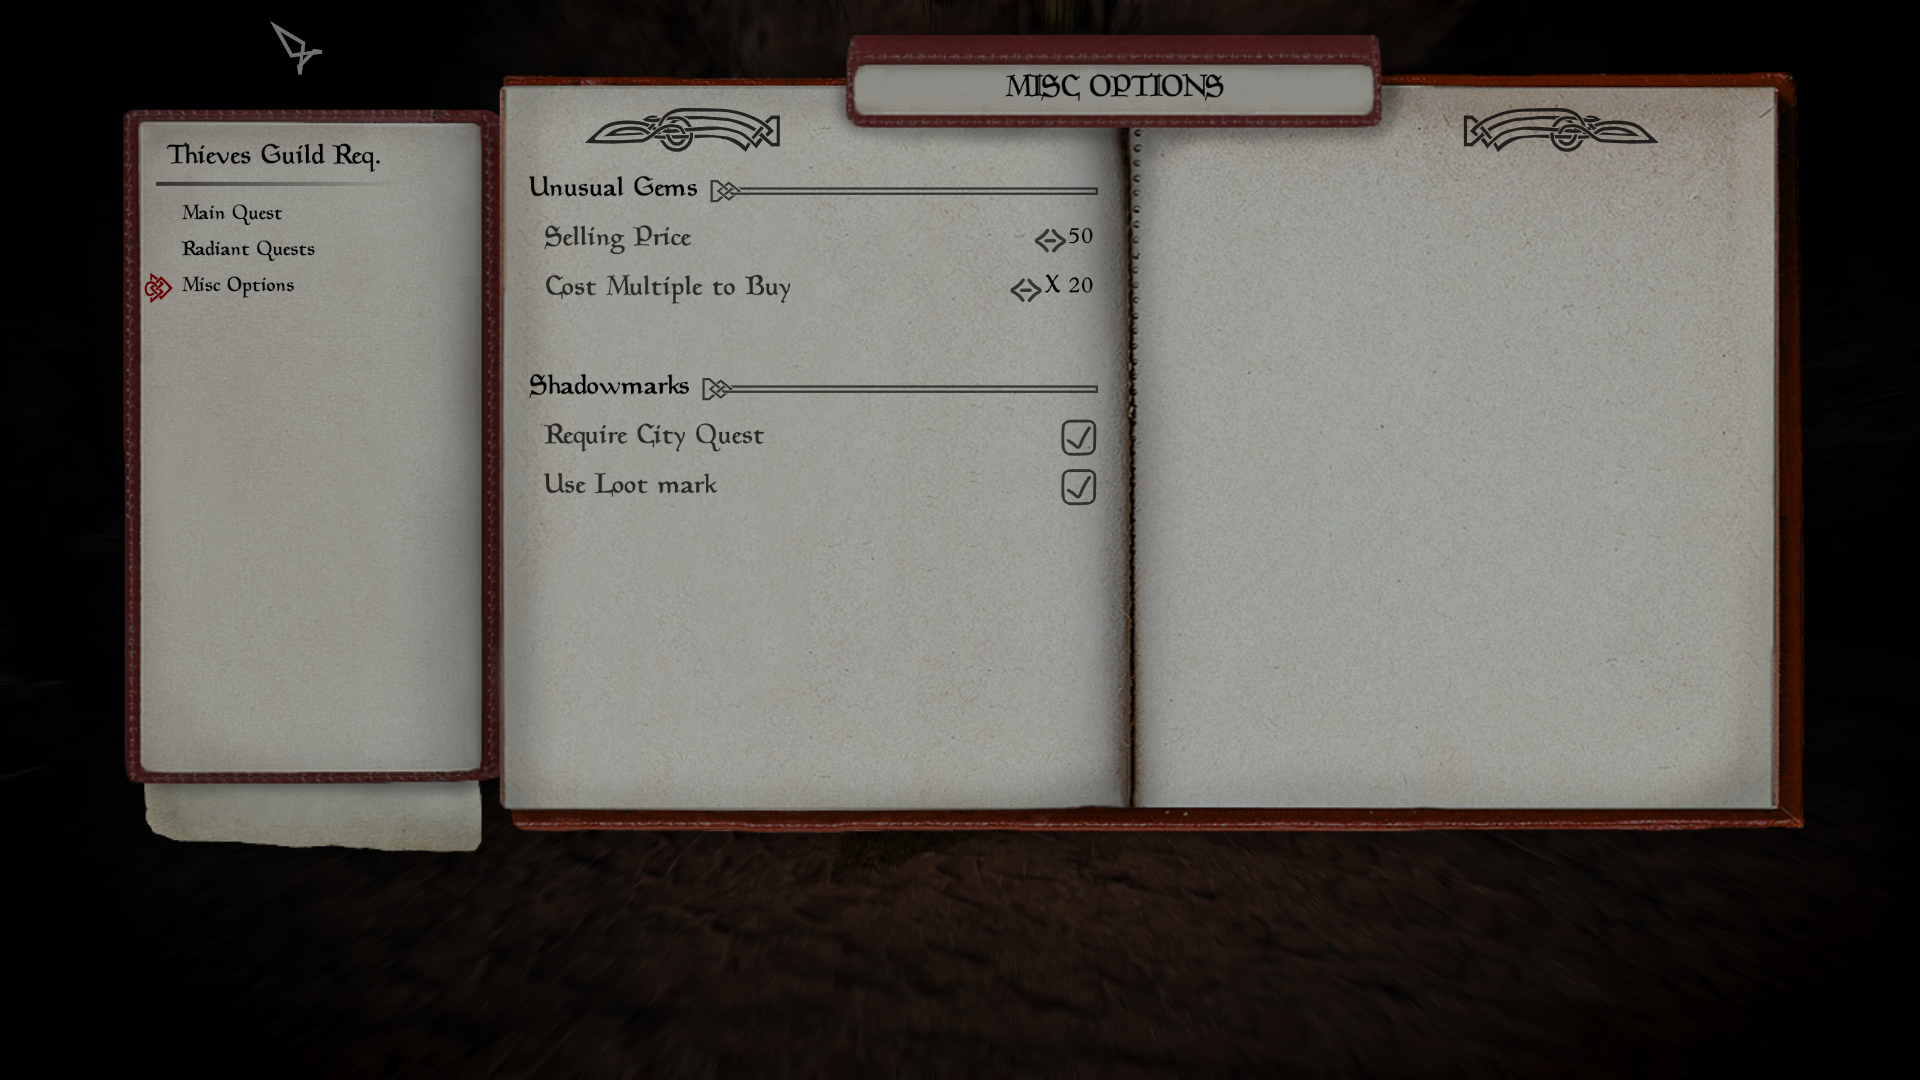 MISC OPTIONS
Thieves Guild Req.
Main Quest
Radiant Quests
Misc Options
Unusual Gems
Selling Price 50
Cost Multiple to Buy X 20
Shadowmarks
Require City Quest
Use Loot mark